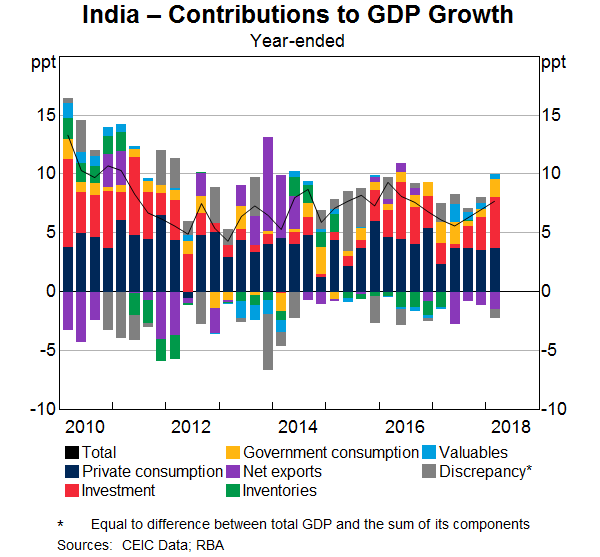 India – Contributions to GDP Growth
Year-ended
ppt ppt
15 15
10 10
5 5
0 0
-5 -5
-10 -10
2010 2012 2014 2016 2018
Total Government consumption Valuables
Private consumption Net exports Discrepancy*
Investment Inventories
* Equal to difference between total GDP and the sum of its components
Sources: CEIC Data; RBA